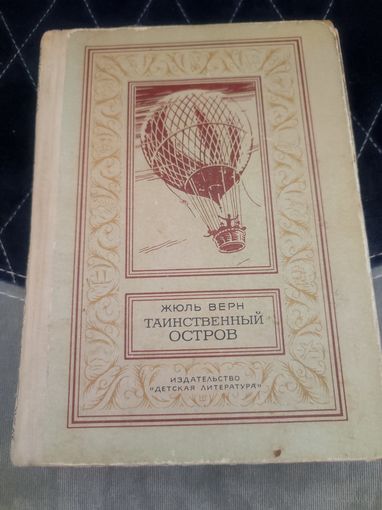 ЖЮЛЬ ВЕРН
ТАИНСТВЕННЫЙ
ОСТРОВ
ИЗДАТЕЛЬСТВО
«ДЕТСКАЯ ЛИТЕРАТУРА»